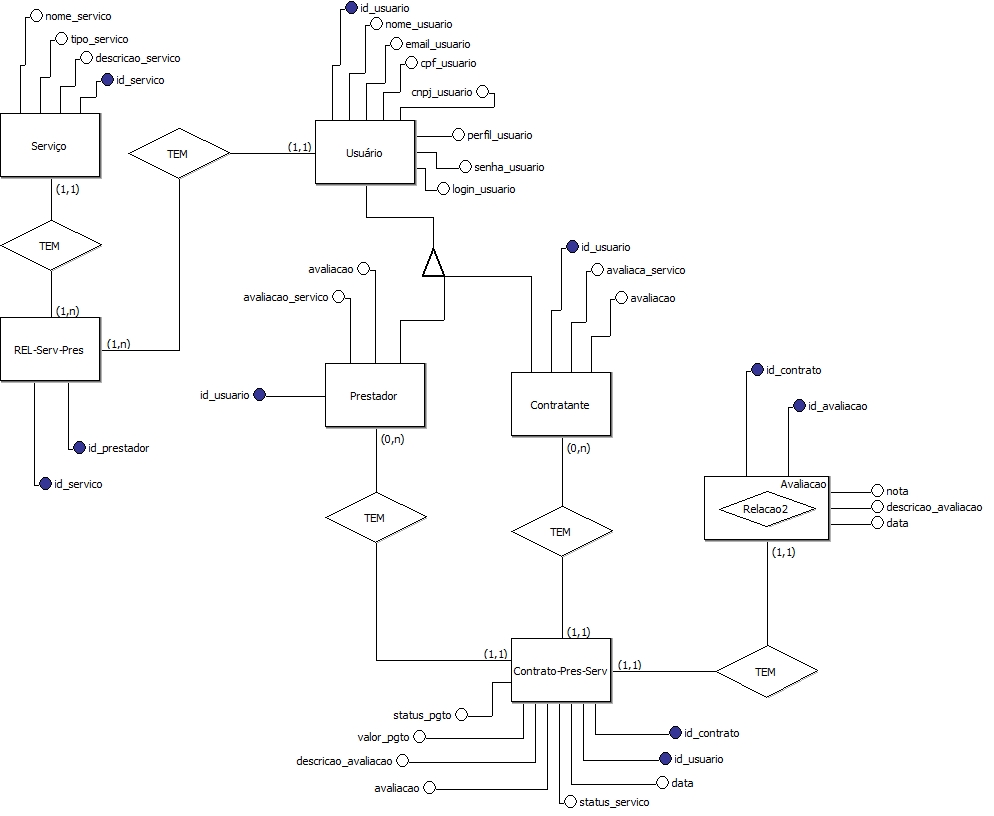 id_usuario
nome_servico
nome_usuario
tipo_servico
email_usuario
descricao_servico
cpf_usuario
id_servico
cnpj_usuario
perfil_usuario
Serviço
TEM
(1,1)
Usuário
senha_usuario
(1,1)
login_usuario
TEM
id_usuario
avaliacao
avaliaca_servico
avaliacao_servico
avaliacao
(1,n)
REL-Serv-Pres
(1,n)
id_contrato
id_usuario
Prestador
Contratante
id_avaliacao
(0,n)
(0,n)
id_prestador
id_servico
Avaliacao
nota
Relacao2
descricao_avaliacao
data
TEM
TEM
(1,1)
(1,1)
(1,1)
(1,1)
Contrato-Pres-Serv
TEM
status_pgto
valor_pgto
id_contrato
descricao_avaliacao
id_usuario
avaliacao
data
status_servico